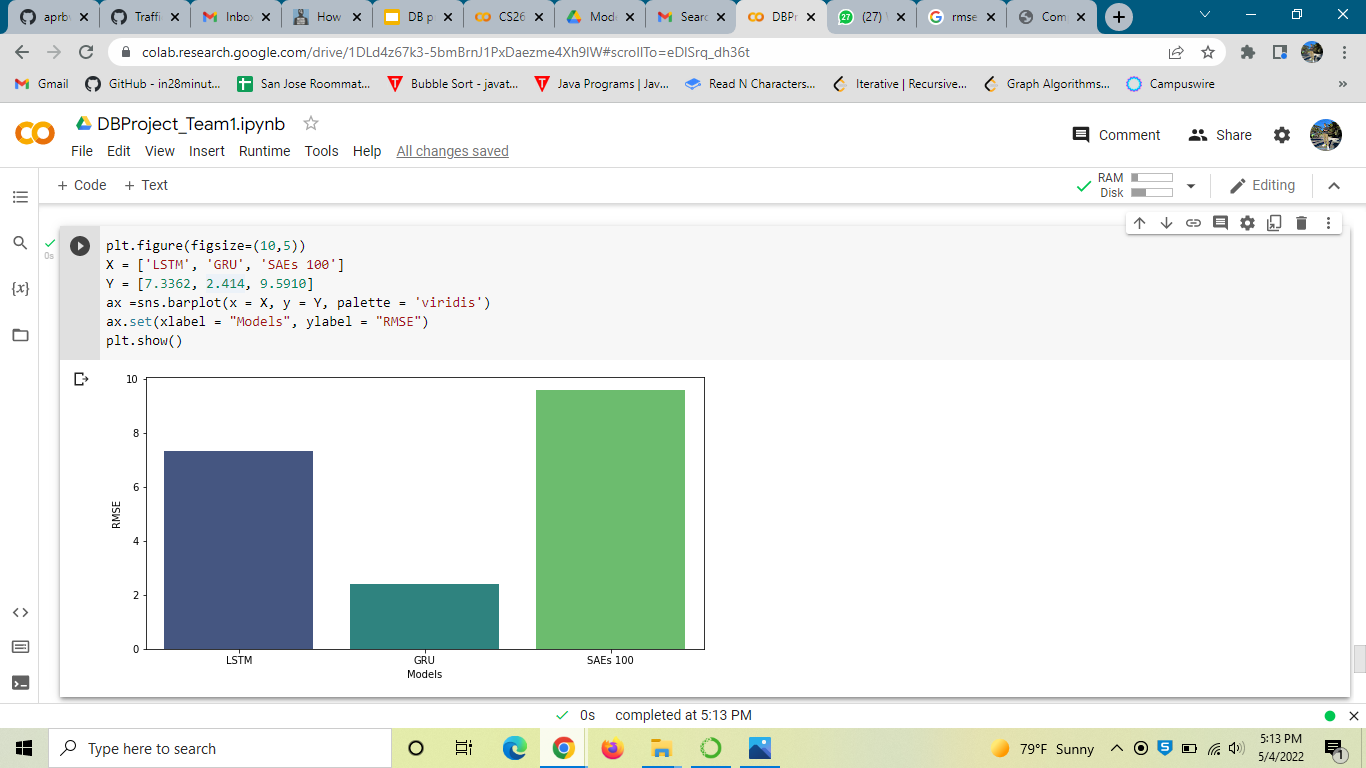 aprb
Traffi
Inbo
How
DB p
CS26
Mode
Searc
DBPr
(27)
rmse
Com
colab.research.google.com/drive/1DLd4z67k3-5bmBrnJ1PxDaezme4Xh9lW#scrollTo=eDlSrq_dh36t
Gmail
GitHub - in28minut...
San Jose Roommat...
Bubble Sort - javat...
Java Programs | Jav...
Read N Characters...
Iterative | Recursive...
Graph Algorithms...
Campuswire
»
DBProject_Team1.ipynb
Comment
Share
File Edit View Insert Runtime Tools Help All changes saved
+ Code + Text
RAM
Disk
Editing
0s
{x}
plt.figure(figsize=(10,5))
X = ['LSTM', 'GRU', 'SAEs 100']
Y = [7.3362, 2.414, 9.5910]
ax =sns.barplot(x = X, y = Y, palette = 'viridis')
ax.set(xlabel = "Models", ylabel = "RMSE")
plt.show()
10
8
6
4
2
0
RMSE
LSTM GRU SAEs 100
Models
0s completed at 5:13 PM
Type here to search
79°F Sunny
5:13 PM
5/4/2022
1